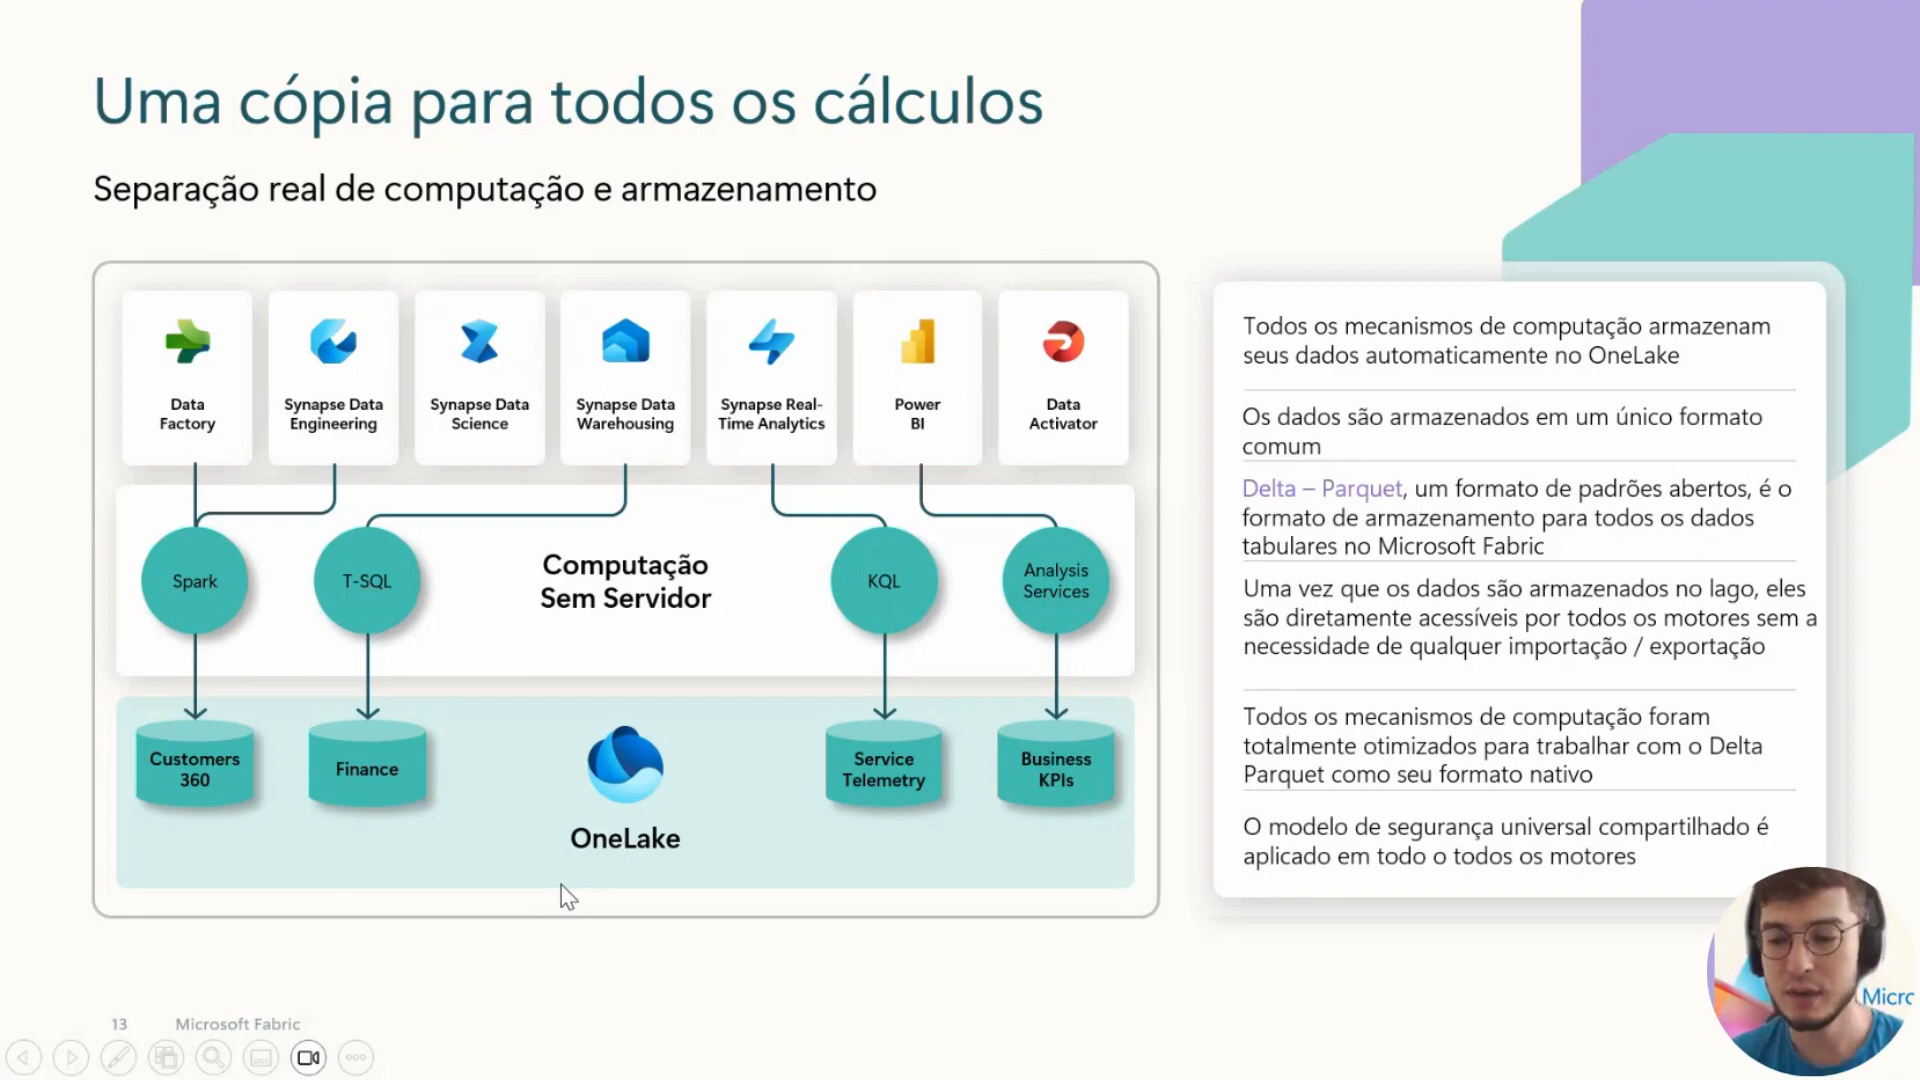 Uma cópia para todos os cálculos
Separação real de computação e armazenamento
Data
Factory
Synapse Data
Engineering
Synapse Data
Science
Synapse Data
Warehousing
Synapse Real-
Time Analytics
Power
BI
Data
Activator
Spark
T-SQL
Computação
Sem Servidor
KQL
Analysis
Services
Customers
360
Finance
OneLake
Service
Telemetry
Business
KPIs
Todos os mecanismos de computação armazenam
seus dados automaticamente no OneLake
Os dados são armazenados em um único formato
comum
Delta – Parquet, um formato de padrões abertos, é o
formato de armazenamento para todos os dados
tabulares no Microsoft Fabric
Uma vez que os dados são armazenados no lago, eles
são diretamente acessíveis por todos os motores sem a
necessidade de qualquer importação / exportação
Todos os mecanismos de computação foram
totalmente otimizados para trabalhar com o Delta
Parquet como seu formato nativo
O modelo de segurança universal compartilhado é
aplicado em todo o todos os motores
Micro
13 Microsoft Fabric